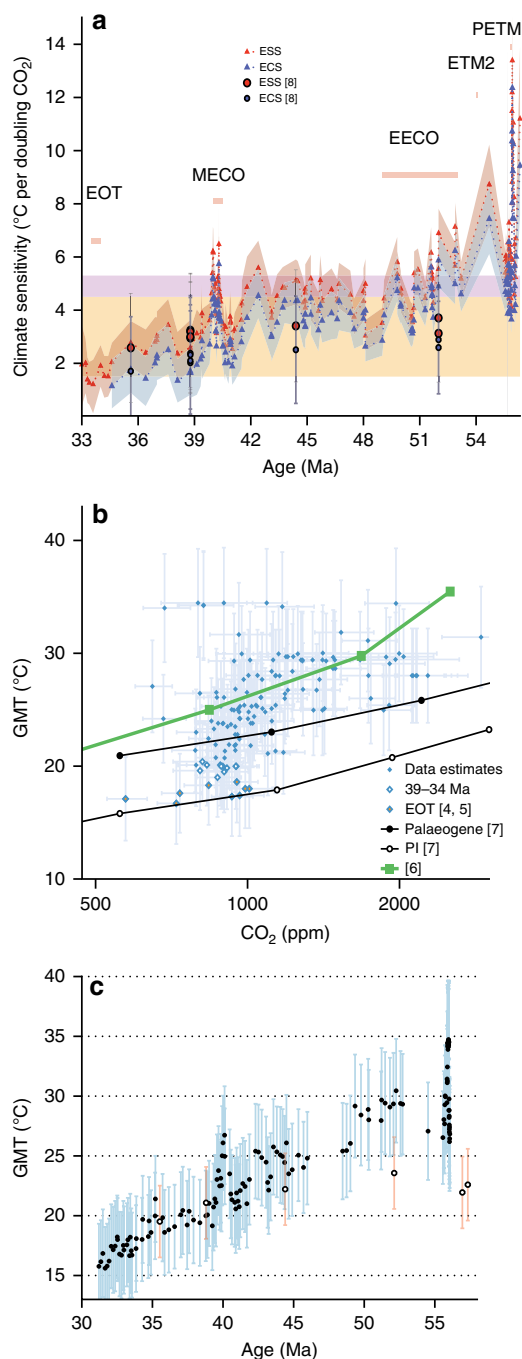 a
PETM
ETM2
EECO
MECO
EOT
ESS
ECS
ESS [8]
ECS [8]
Climate sensitivity (°C per doubling CO2)
14
12
10
8
6
4
2
33 36 39 42 45 48 51 54
Age (Ma)
b
GMT (°C)
40
30
20
10
Data estimates
39–34 Ma
EOT [4, 5]
Palaeogene [7]
PI [7]
[6]
500 1000 2000
CO2 (ppm)
c
GMT (°C)
40
35
30
25
20
15
30 35 40 45 50 55
Age (Ma)